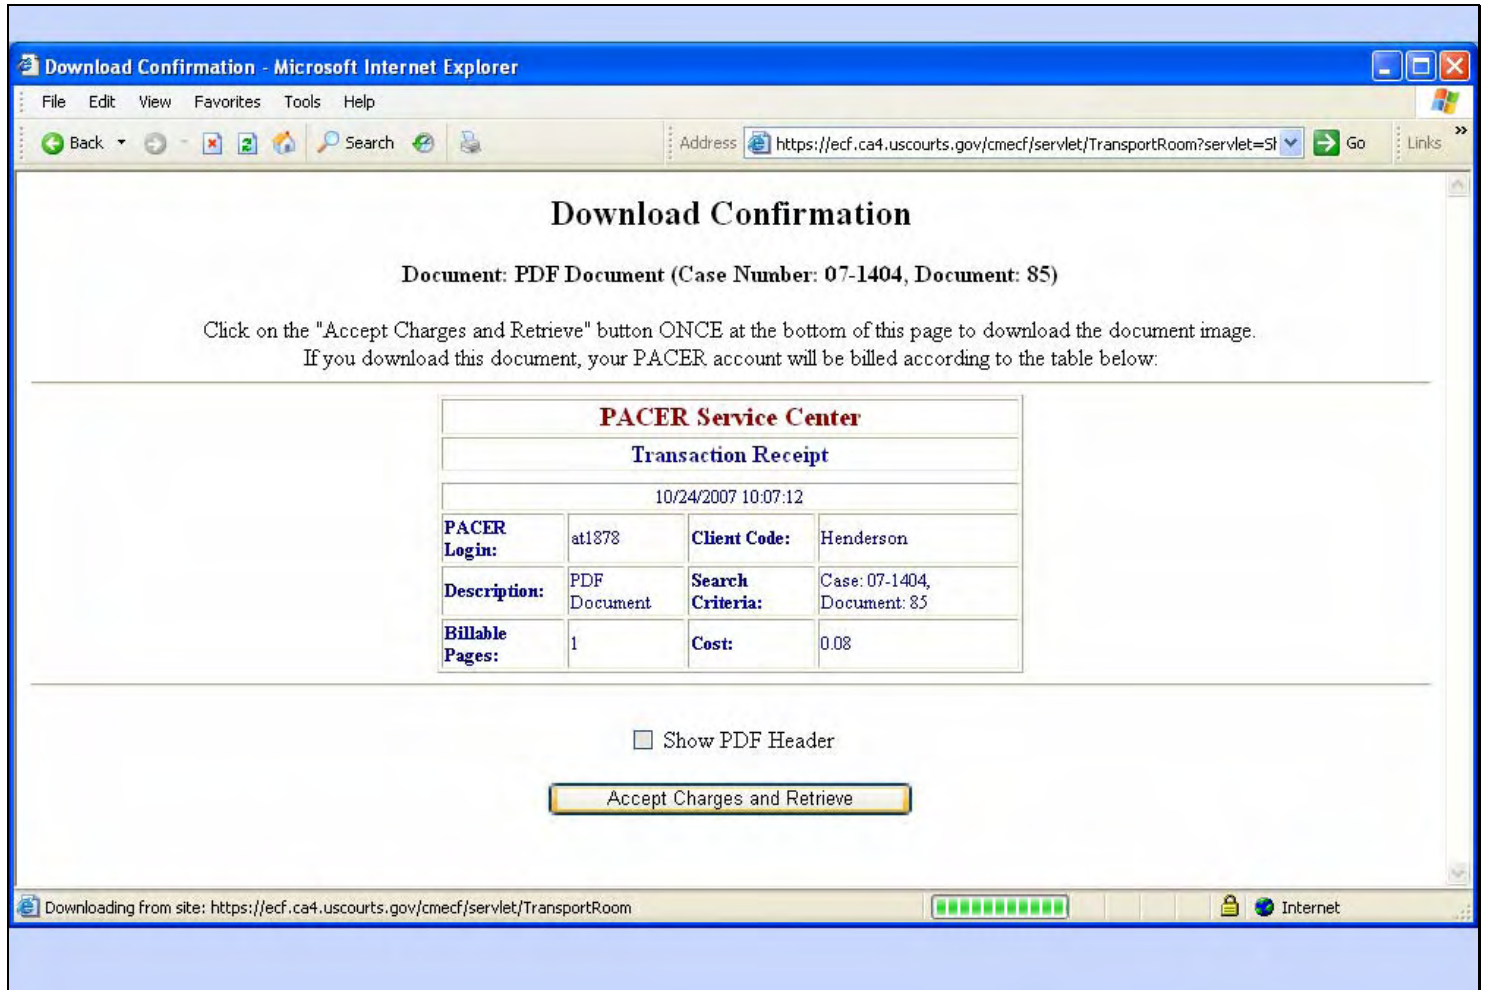 Download Confirmation - Microsoft Internet Explorer
File Edit View Favorites Tools Help
Back Search Address https://ecf.ca4.uscourts.gov/cmecf/servlet/TransportRoom?servlet=Sl Go Links »
Download Confirmation
Document: PDF Document (Case Number: 07-1404, Document: 85)
Click on the "Accept Charges and Retrieve" button ONCE at the bottom of this page to download the document image.
If you download this document, your PACER account will be billed according to the table below:
PACER Service Center
Transaction Receipt
10/24/2007 10:07:12
PACER
Login:
at1878
Client Code:
Henderson
Description:
PDF
Document
Search
Criteria:
Case: 07-1404,
Document: 85
Billable
Pages:
1
Cost:
0.08
Show PDF Header
Accept Charges and Retrieve
Downloading from site: https://ecf.ca4.uscourts.gov/cmecf/servlet/TransportRoom Internet